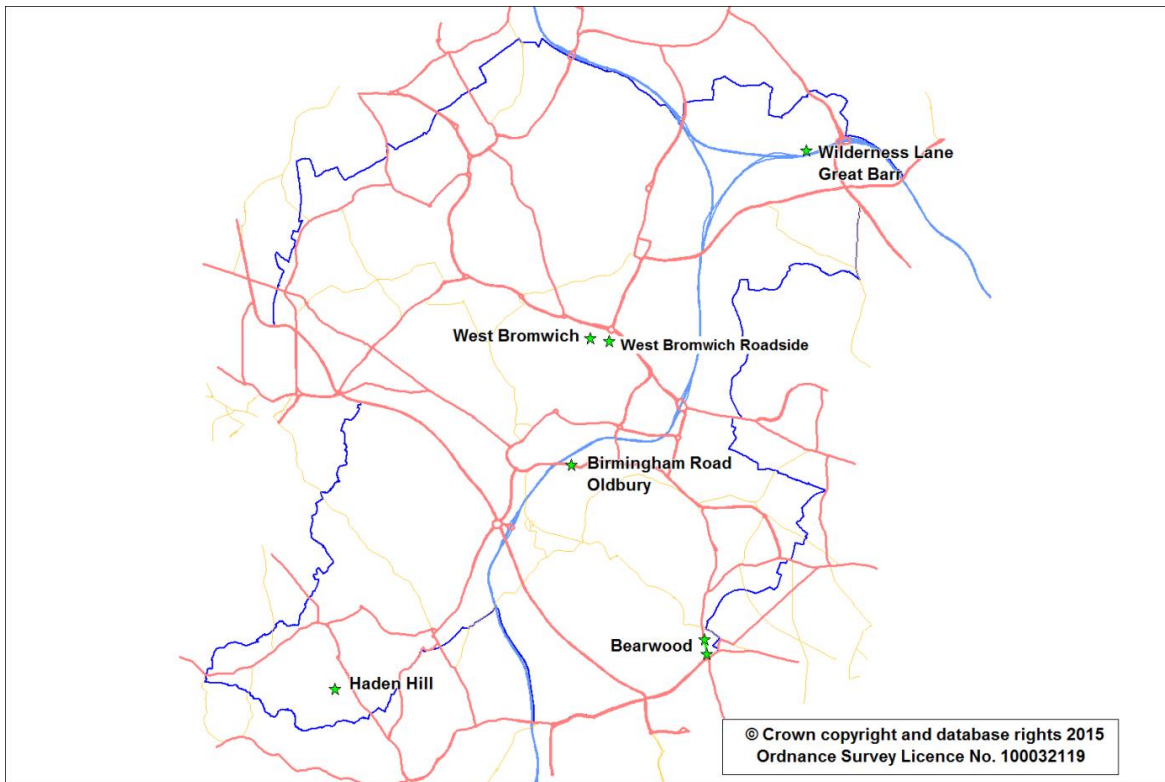 Wilderness Lane
Great Barr
West Bromwich
West Bromwich Roadside
Birmingham Road
Oldbury
Bearwood
Haden Hill
© Crown copyright and database rights 2015
Ordnance Survey Licence No. 100032119